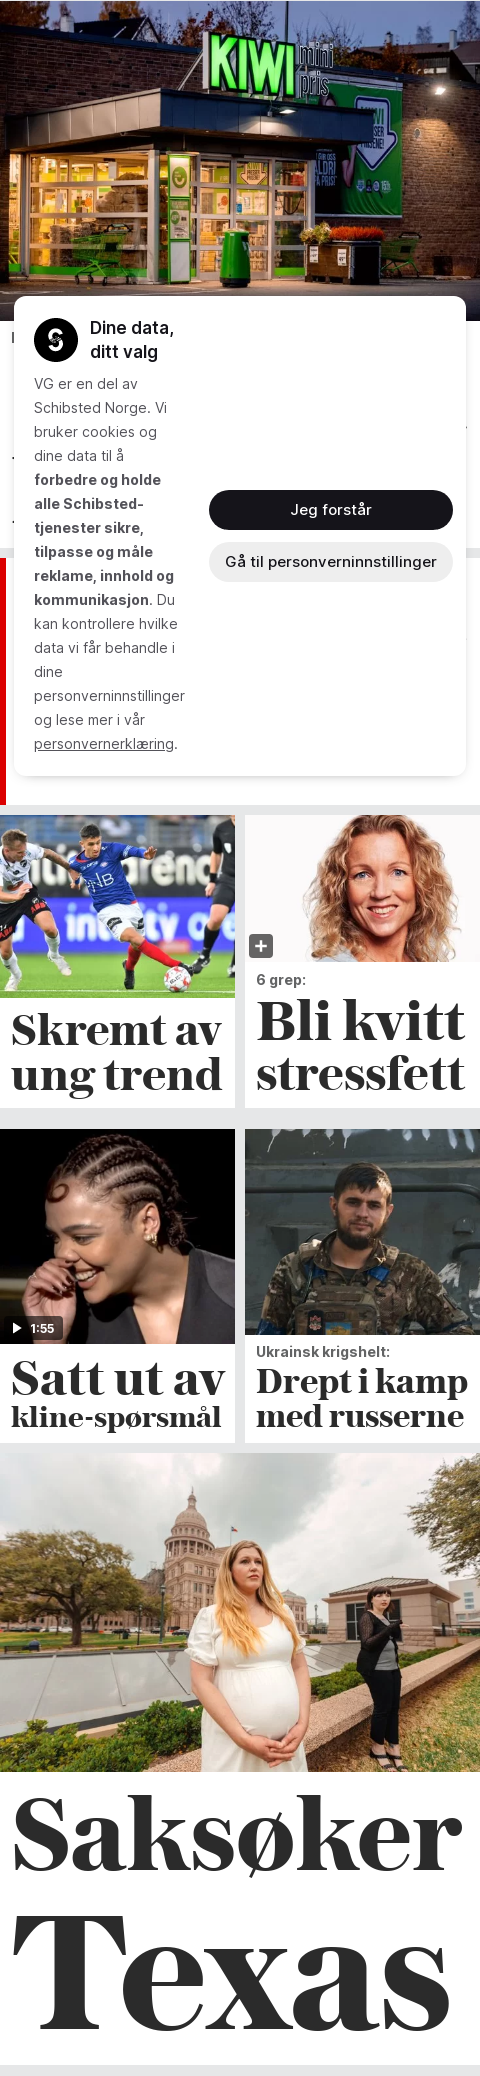 KIWI
mini
pris
Dine data,
ditt valg
VG er en del av
Schibsted Norge. Vi
bruker cookies og
dine data til å
forbedre og holde
alle Schibsted-
tjenester sikre,
tilpasse og måle
reklame, innhold og
kommunikasjon. Du
kan kontrollere hvilke
data vi får behandle i
dine
personverninnstillinger
og lese mer i vår
personvernerklæring.
Jeg forstår
Gå til personverninnstillinger
Skremt av
ung trend
6 grep:
Bli kvitt
stressfett
1:55
Satt ut av
kline-spørsmål
Ukrainsk krigshelt:
Drept i kamp
med russerne
Saksøker
Texas